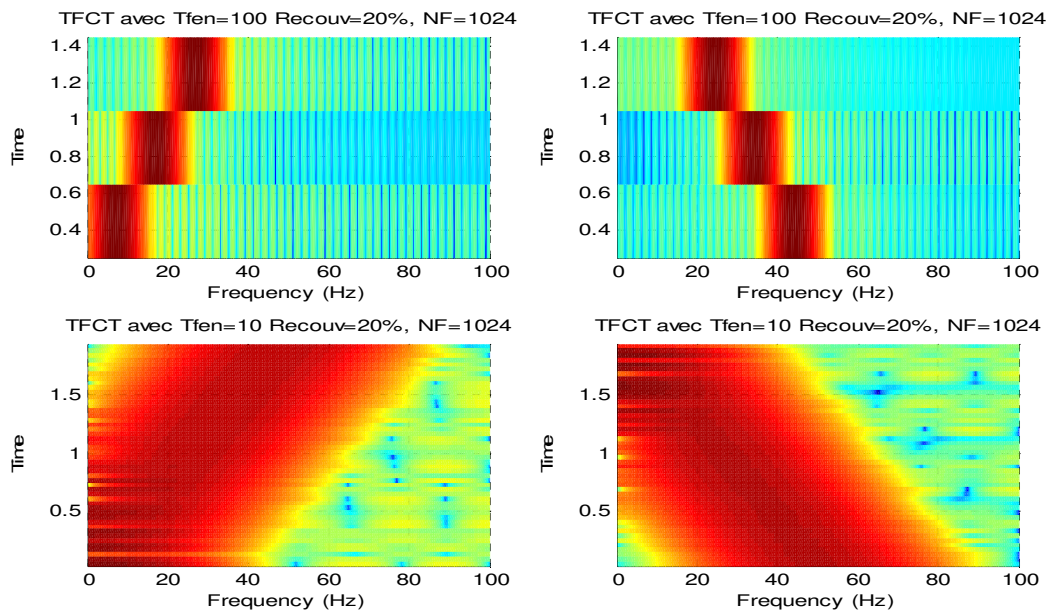 TFCT avec Tfen=100 Recouv=20%, NF=1024
1.4
1.2
1
0.8
0.6
0.4
Time
0 20 40 60 80 100
Frequency (Hz)
TFCT avec Tfen=100 Recouv=20%, NF=1024
1.4
1.2
1
0.8
0.6
0.4
Time
0 20 40 60 80 100
Frequency (Hz)
TFCT avec Tfen=10 Recouv=20%, NF=1024
1.5
1
0.5
Time
0 20 40 60 80 100
Frequency (Hz)
TFCT avec Tfen=10 Recouv=20%, NF=1024
1.5
1
0.5
Time
0 20 40 60 80 100
Frequency (Hz)